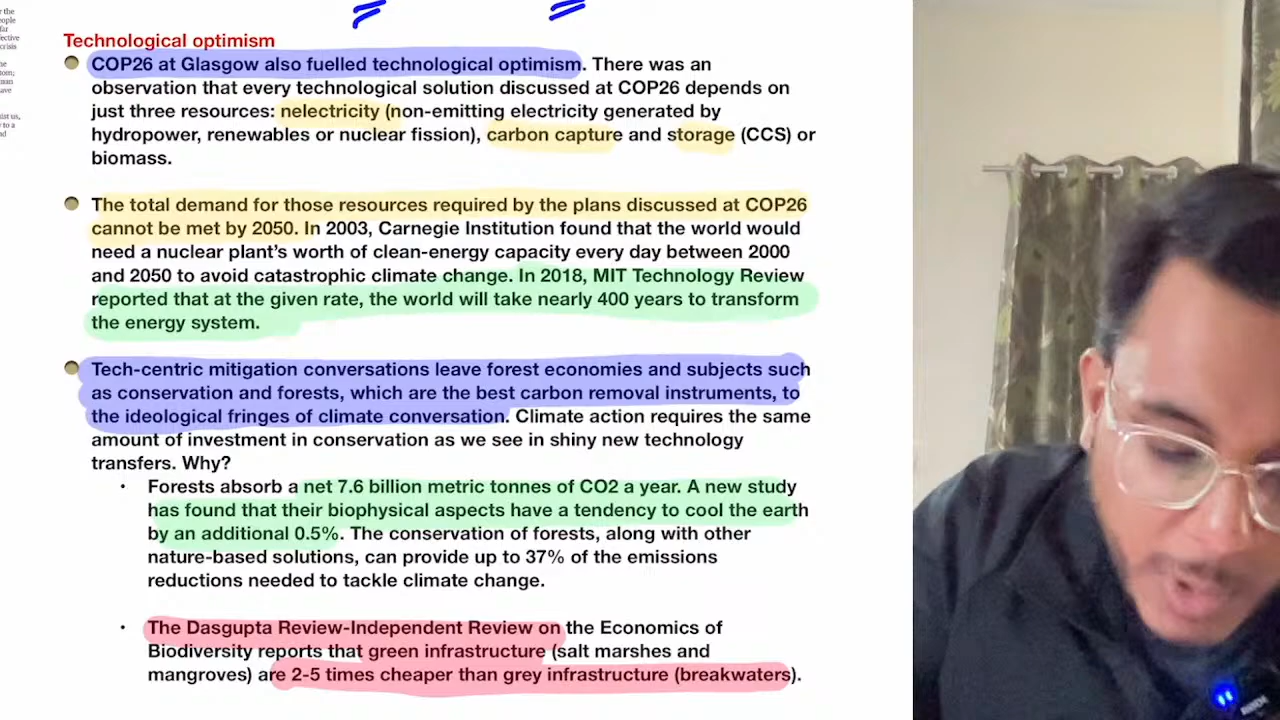 Technological optimism
COP26 at Glasgow also fuelled technological optimism. There was an
observation that every technological solution discussed at COP26 depends on
just three resources: nelectricity (non-emitting electricity generated by
hydropower, renewables or nuclear fission), carbon capture and storage (CCS) or
biomass.
The total demand for those resources required by the plans discussed at COP26
cannot be met by 2050. In 2003, Carnegie Institution found that the world would
need a nuclear plant's worth of clean-energy capacity every day between 2000
and 2050 to avoid catastrophic climate change. In 2018, MIT Technology Review
reported that at the given rate, the world will take nearly 400 years to transform
the energy system.
Tech-centric mitigation conversations leave forest economies and subjects such
as conservation and forests, which are the best carbon removal instruments, to
the ideological fringes of climate conversation. Climate action requires the same
amount of investment in conservation as we see in shiny new technology
transfers. Why?
Forests absorb a net 7.6 billion metric tonnes of CO2 a year. A new study
has found that their biophysical aspects have a tendency to cool the earth
by an additional 0.5%. The conservation of forests, along with other
nature-based solutions, can provide up to 37% of the emissions
reductions needed to tackle climate change.
The Dasgupta Review-Independent Review on the Economics of
Biodiversity reports that green infrastructure (salt marshes and
mangroves) are 2-5 times cheaper than grey infrastructure (breakwaters).